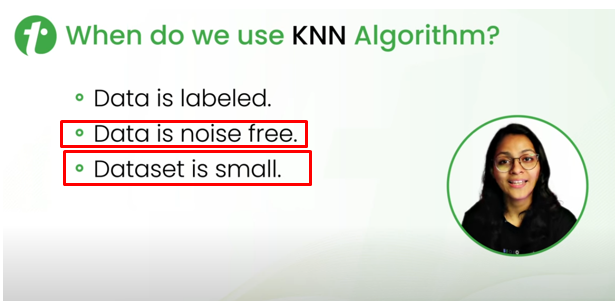 When do we use KNN Algorithm?
Data is labeled.
Data is noise free.
Dataset is small.